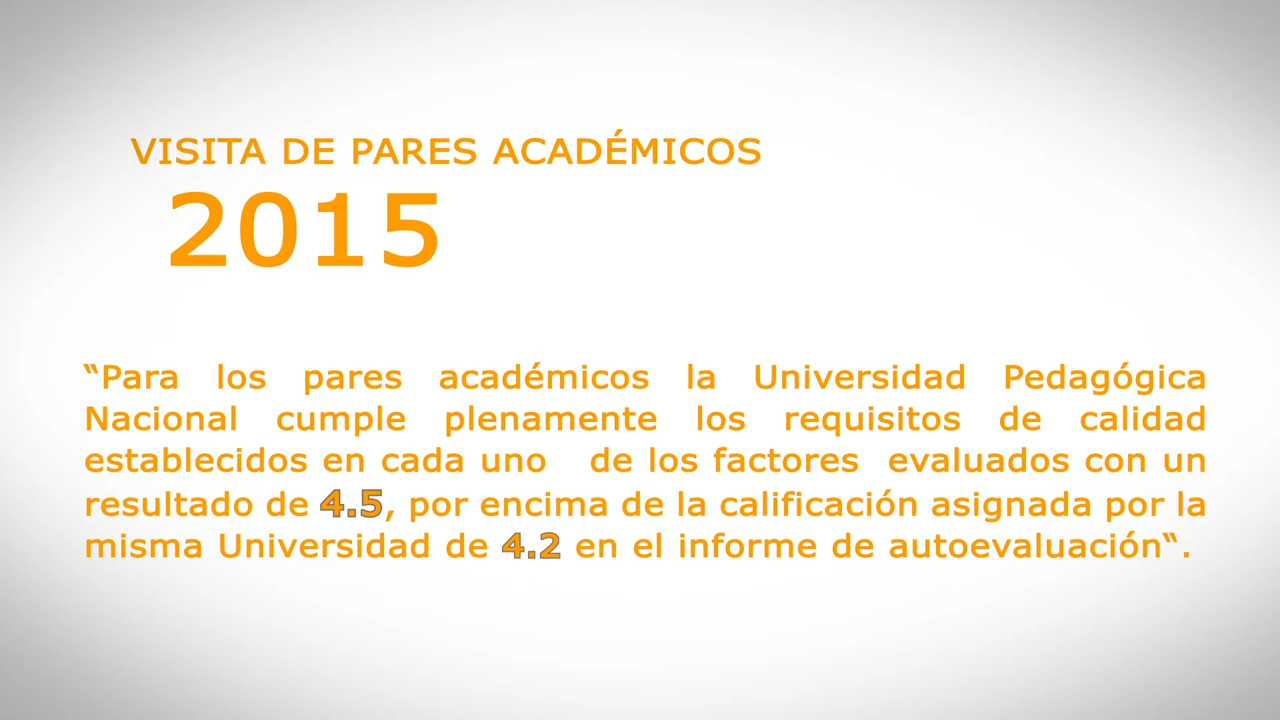 VISITA DE PARES ACADÉMICOS
2015
“Para los pares académicos la Universidad Pedagógica
Nacional cumple plenamente los requisitos de calidad
establecidos en cada uno de los factores evaluados con un
resultado de 4.5, por encima de la calificación asignada por la
misma Universidad de 4.2 en el informe de autoevaluación“.